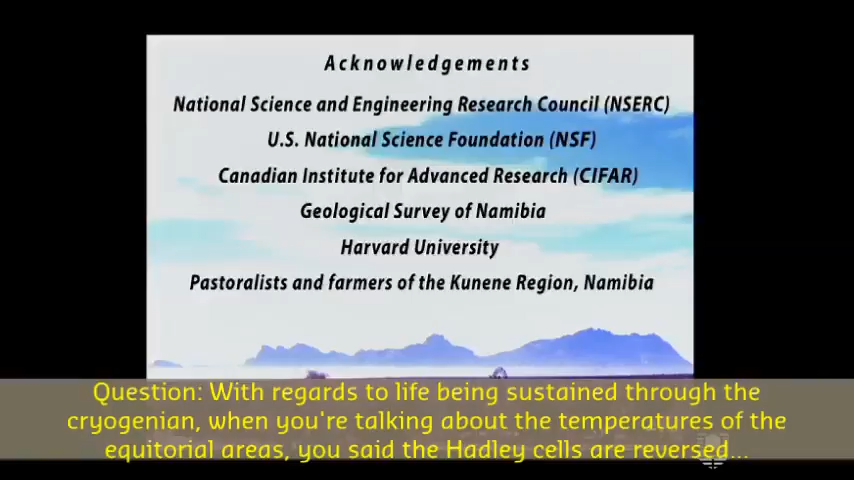 Acknowledgements
National Science and Engineering Research Council (NSERC)
U.S. National Science Foundation (NSF)
Canadian Institute for Advanced Research (CIFAR)
Geological Survey of Namibia
Harvard University
Pastoralists and farmers of the Kunene Region, Namibia
Question: With regards to life being sustained through the
cryogenian, when you're talking about the temperatures of the
equitorial areas, you said the Hadley cells are reversed...